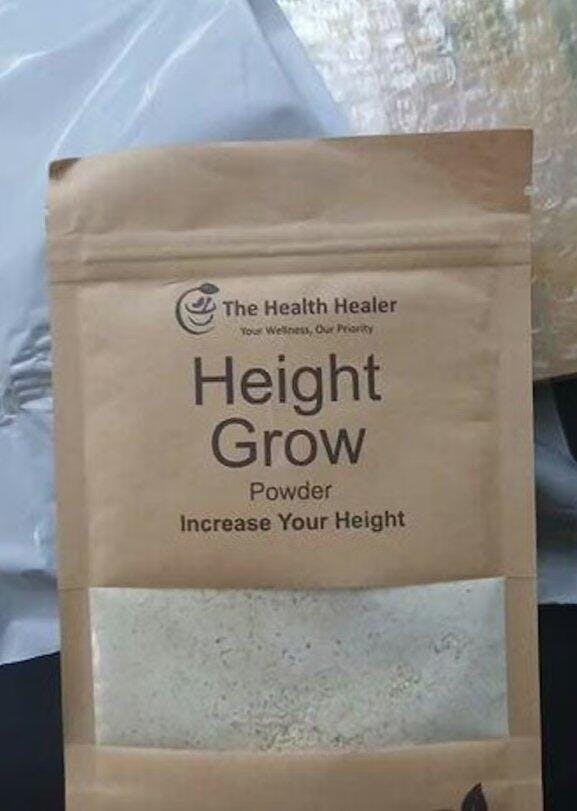 The Health Healer
Your Wellness, Our Priority
Height
Grow
Powder
Increase Your Height